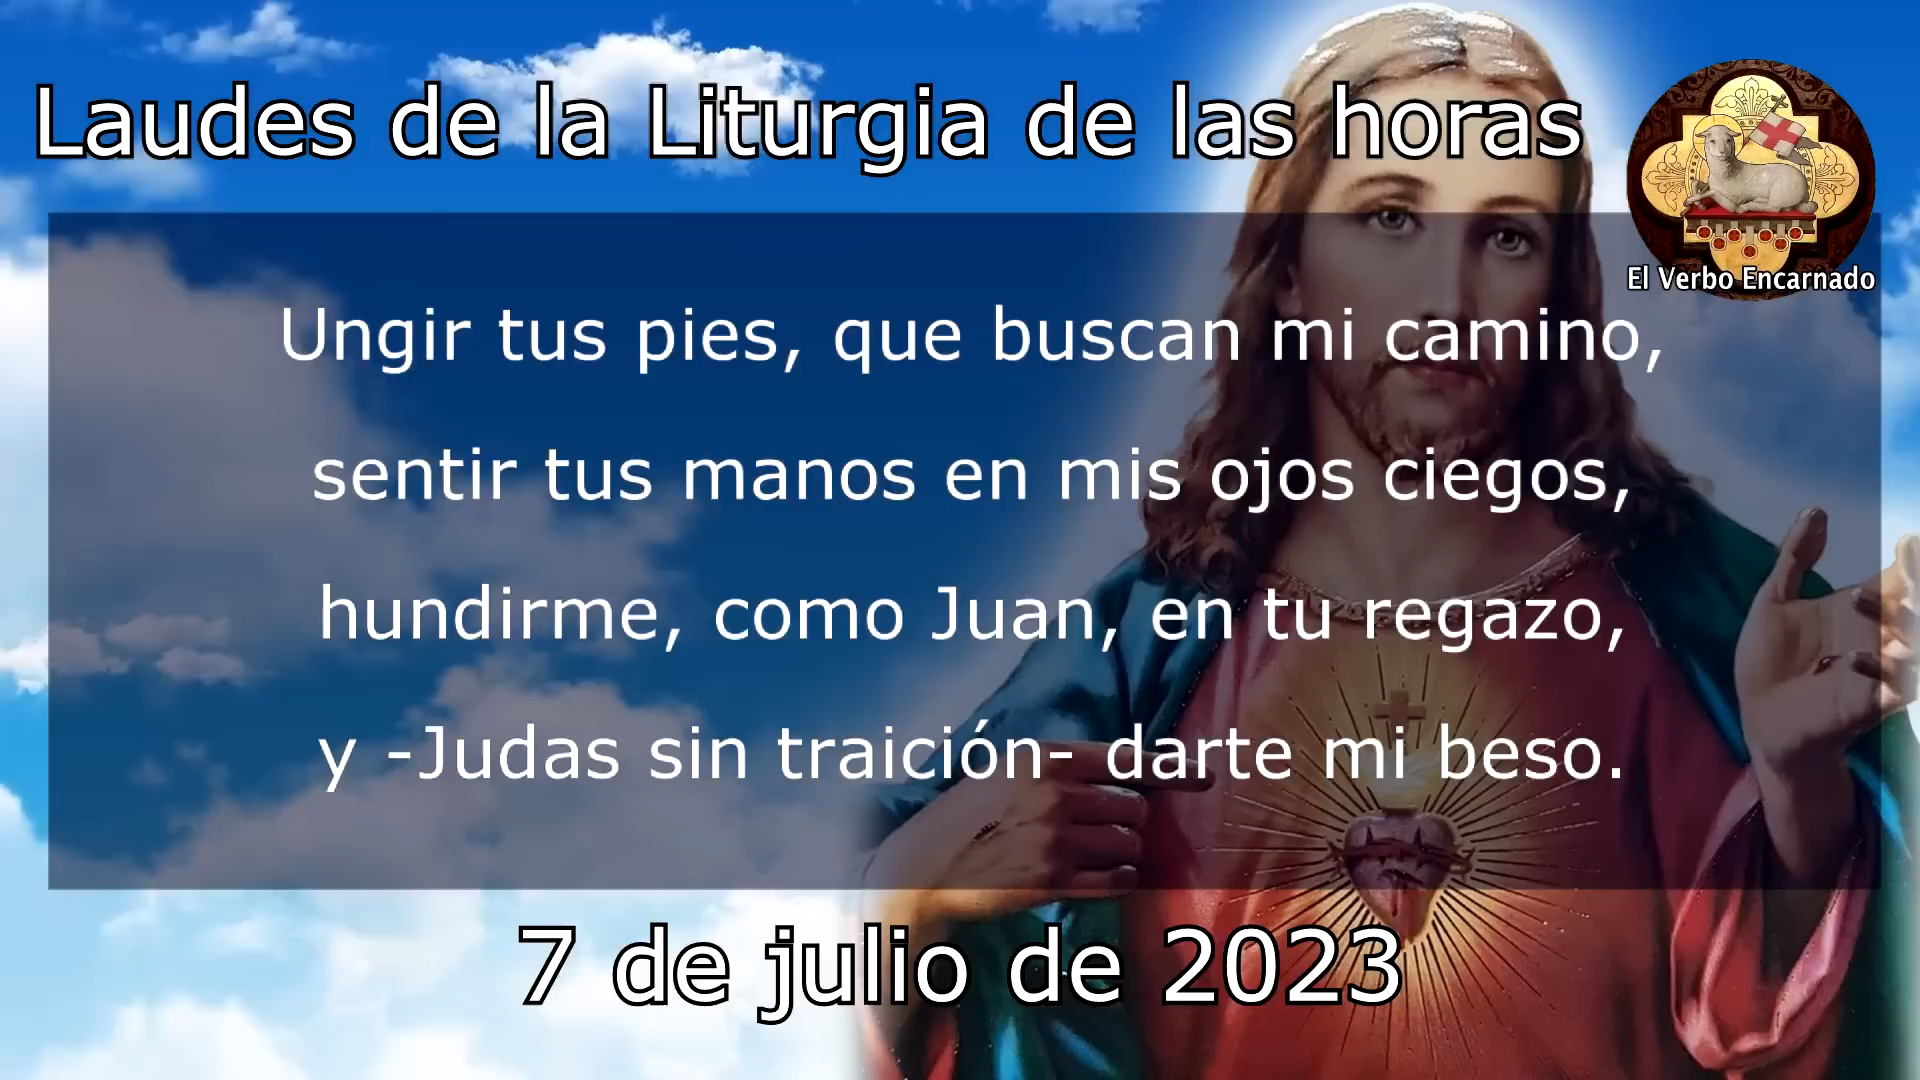 Laudes de la Liturgia de las horas
El Verbo Encarnado
Ungir tus pies, que buscan mi camino,
sentir tus manos en mis ojos ciegos,
hundirme, como Juan, en tu regazo,
y -Judas sin traición- darte mi beso.
7 de julio de 2023